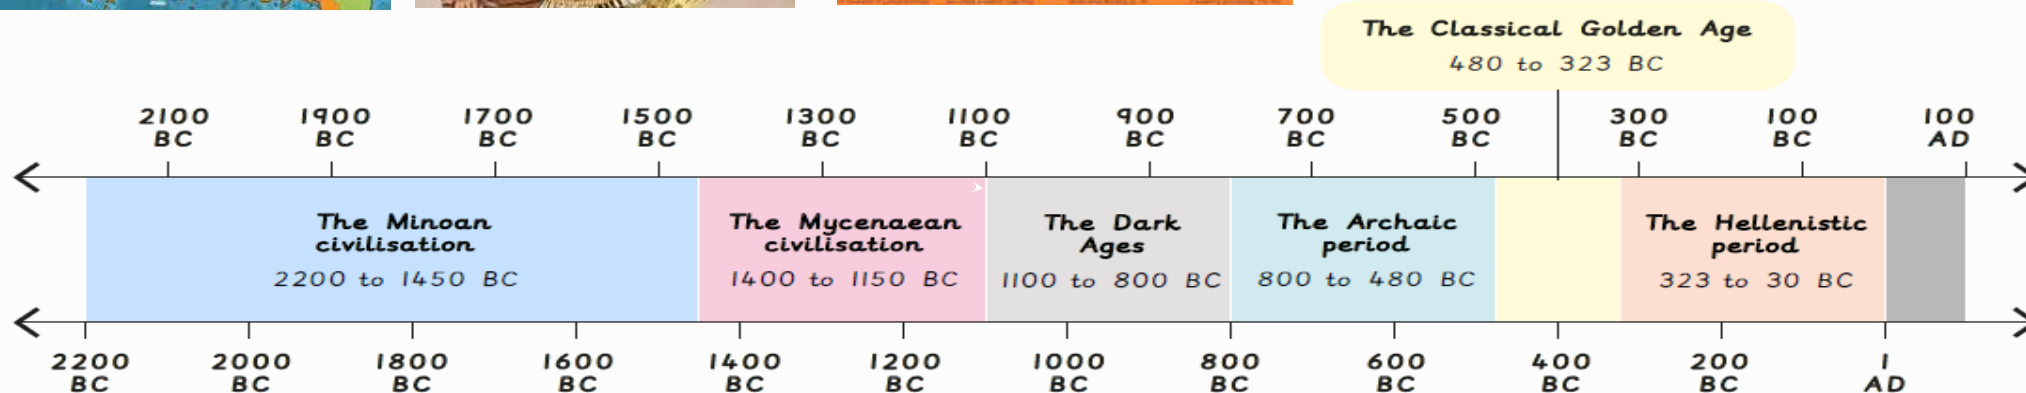 The Classical Golden Age
480 to 323 BC
2100 BC
1900 BC
1700 BC
1500 BC
1300 BC
1100 BC
900 BC
700 BC
500 BC
300 BC
100 BC
100 AD
The Minoan
civilisation
2200 to 1450 BC
The Mycenaean
civilisation
1400 to 1150 BC
The Dark
Ages
1100 to 800 BC
The Archaic
period
800 to 480 BC
The Hellenistic
period
323 to 30 BC
2200 BC
2000 BC
1800 BC
1600 BC
1400 BC
1200 BC
1000 BC
800 BC
600 BC
400 BC
200 BC
1 AD